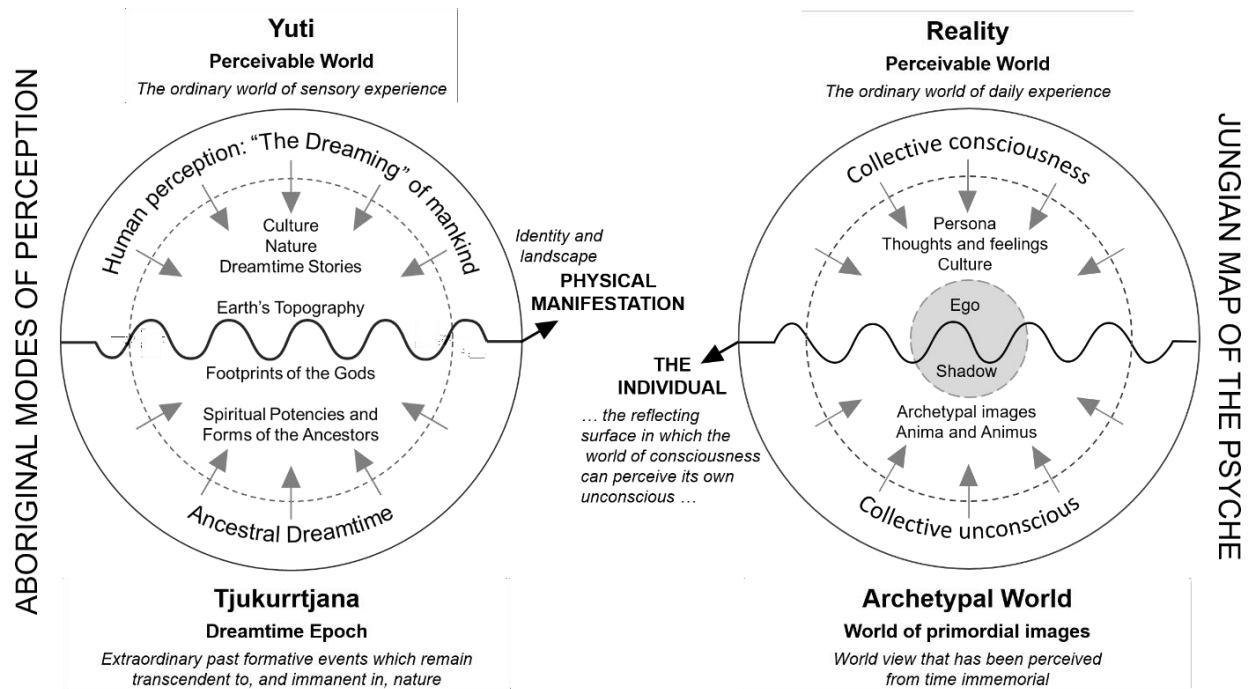 ABORIGINAL MODES OF PERCEPTION
Yuti
Perceivable World
The ordinary world of sensory experience
Human perception: “The Dreaming” of mankind
Culture
Nature
Dreamtime Stories
Earth’s Topography
Footprints of the Gods
Spiritual Potencies and
Forms of the Ancestors
Ancestral Dreamtime
Tjukurrtjana
Dreamtime Epoch
Extraordinary past formative events which remain
transcendent to, and immanent in, nature
Identity and
landscape
PHYSICAL
MANIFESTATION
THE
INDIVIDUAL
… the reflecting
surface in which the
world of consciousness
can perceive its own
unconscious …
Reality
Perceivable World
The ordinary world of daily experience
Collective consciousness
Persona
Thoughts and feelings
Culture
Ego
Shadow
Archetypal images
Anima and Animus
Collective unconscious
Archetypal World
World of primordial images
World view that has been perceived
from time immemorial
JUNGIAN MAP OF THE PSYCHE